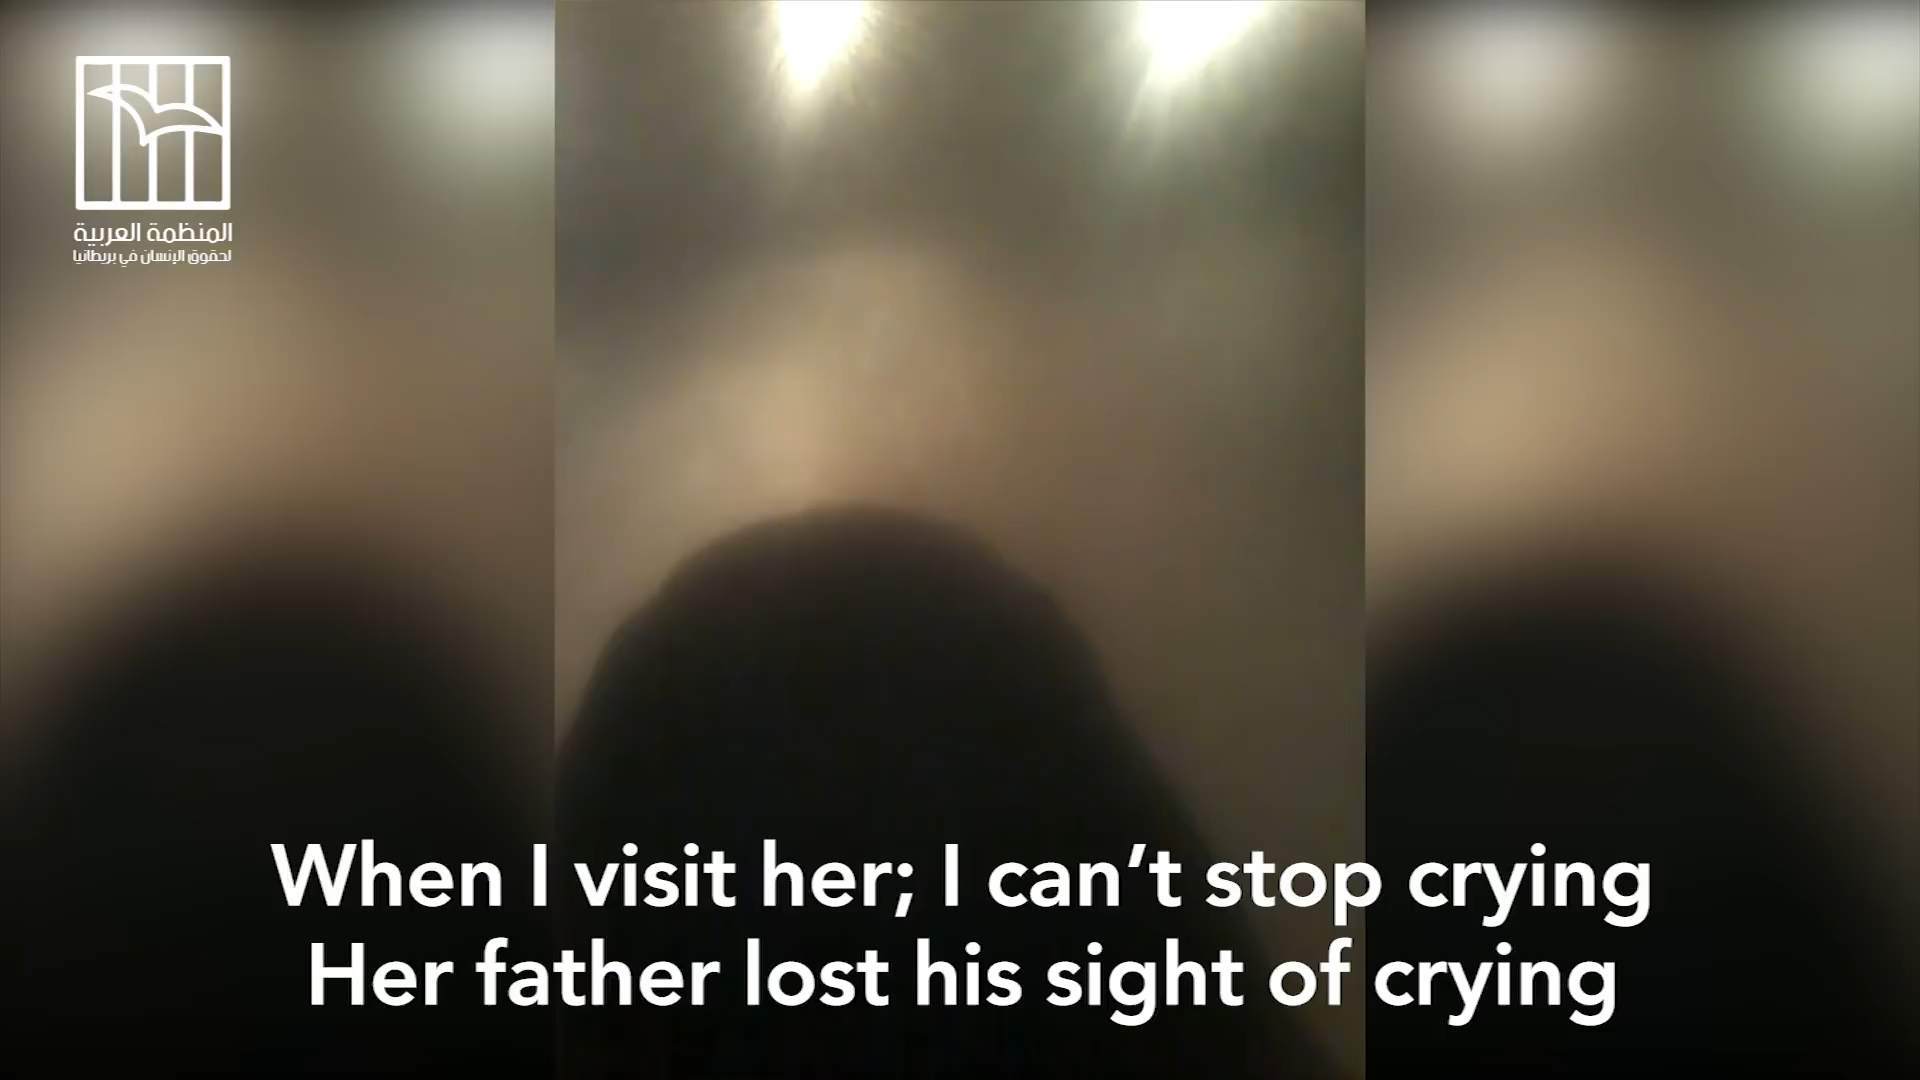 المنظمة العربية
لحقوق الإنسان في بريطانيا
When I visit her; I can’t stop crying
Her father lost his sight of crying